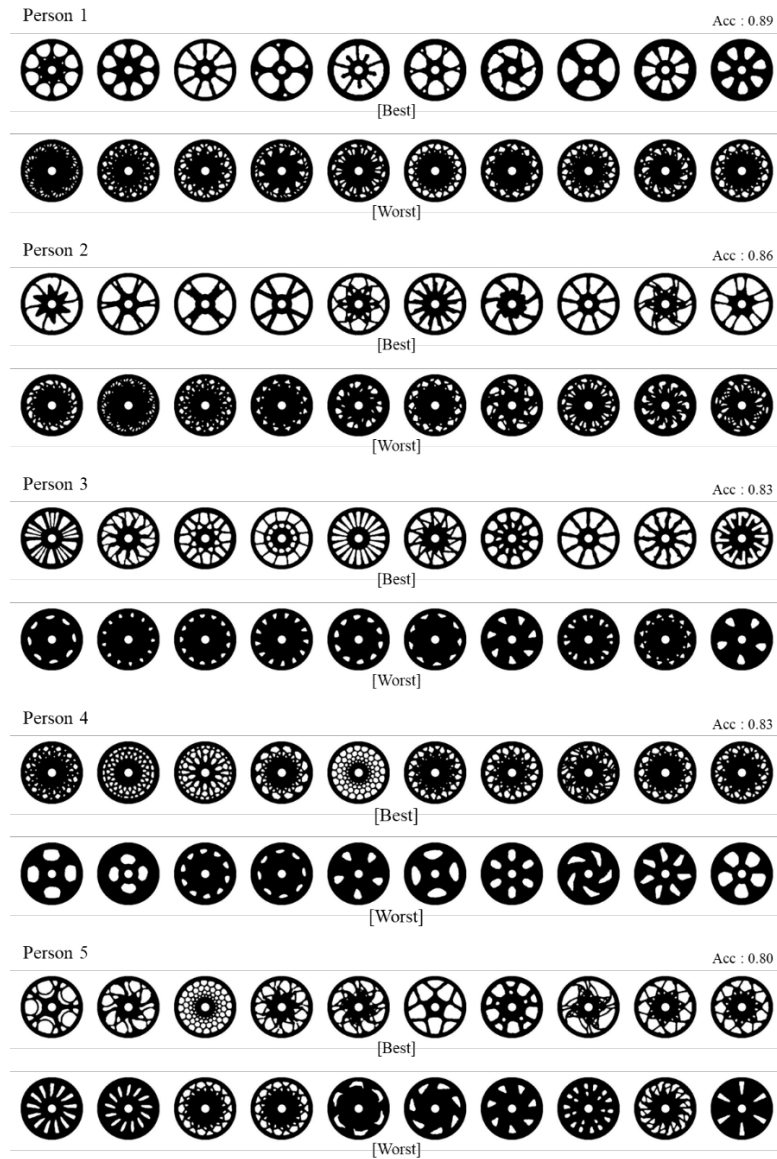 Person 1
Acc : 0.89
[Best]
[Worst]
Person 2
Acc : 0.86
[Best]
[Worst]
Person 3
Acc : 0.83
[Best]
[Worst]
Person 4
Acc : 0.83
[Best]
[Worst]
Person 5
Acc : 0.80
[Best]
[Worst]